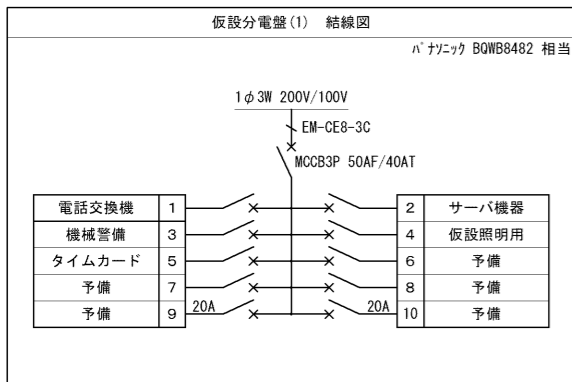 仮設分電盤(1) 結線図
パナソニック BQWB8482 相当
1φ3W 200V/100V
EM-CE8-3C
MCCB3P 50AF/40AT
電話交換機 1 2 サーバ機器
機械警備 3 4 仮設照明用
タイムカード 5 6 予備
予備 7 8 予備
予備 9 20A 20A 10 予備